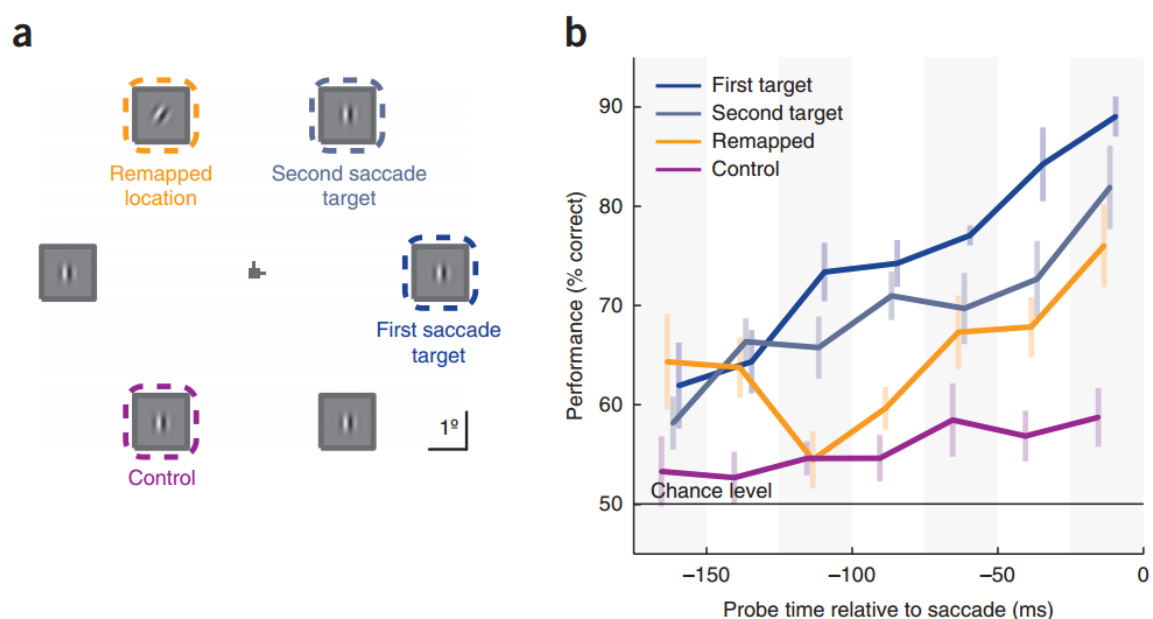 a
Remapped
location
Second saccade
target
First saccade
target
Control
1º
b
First target
Second target
Remapped
Control
90
80
70
60
50
Chance level
−150
−100
−50
0
Performance (% correct)
Probe time relative to saccade (ms)